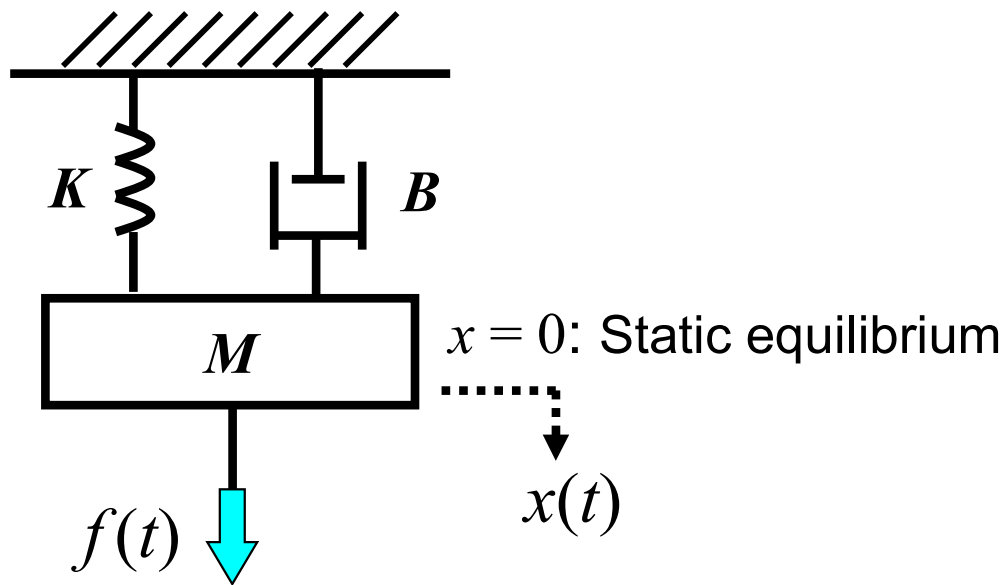 K
B
M
x = 0: Static equilibrium
x(t)
f(t)